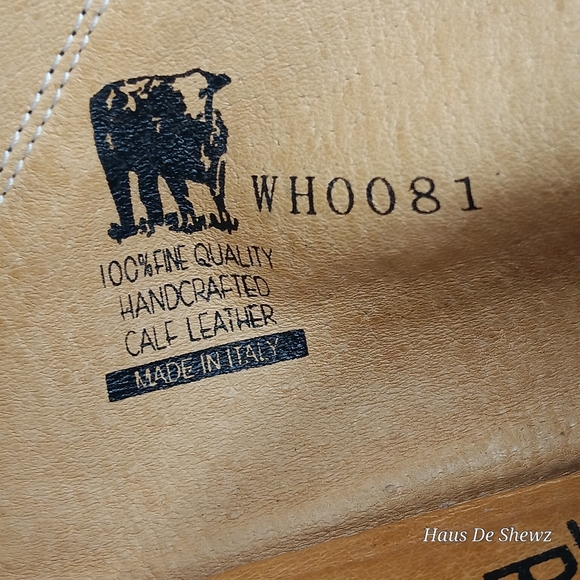 WH0081
100% FINE QUALITY
HANDCRAFTED
CALF LEATHER
MADE IN ITALY
Haus De Shewz